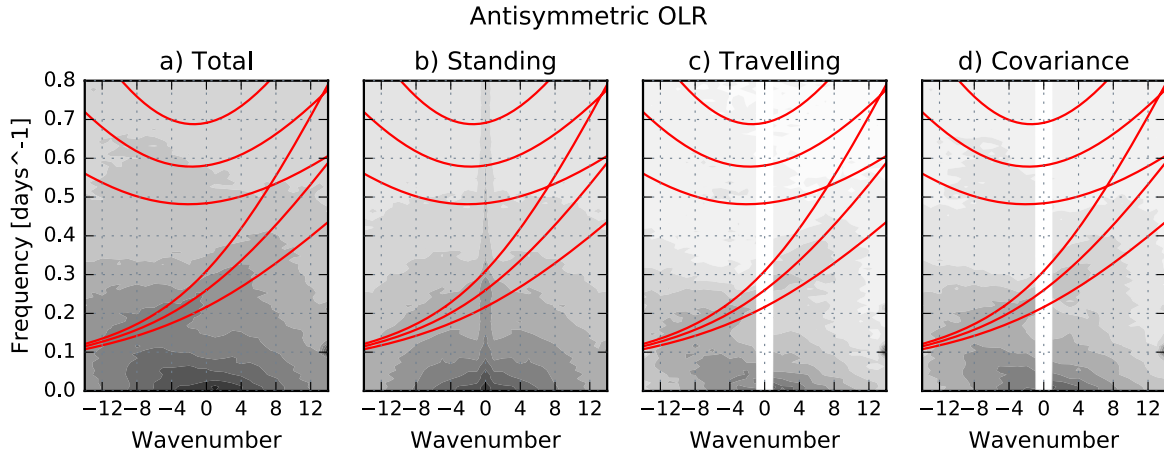 Antisymmetric OLR
a) Total
b) Standing
c) Travelling
d) Covariance
Frequency [days^-1]
0.8
0.7
0.6
0.5
0.4
0.3
0.2
0.1
0.0
−12 −8 −4 0 4 8 12
−12 −8 −4 0 4 8 12
−12 −8 −4 0 4 8 12
−12 −8 −4 0 4 8 12
Wavenumber
Wavenumber
Wavenumber
Wavenumber